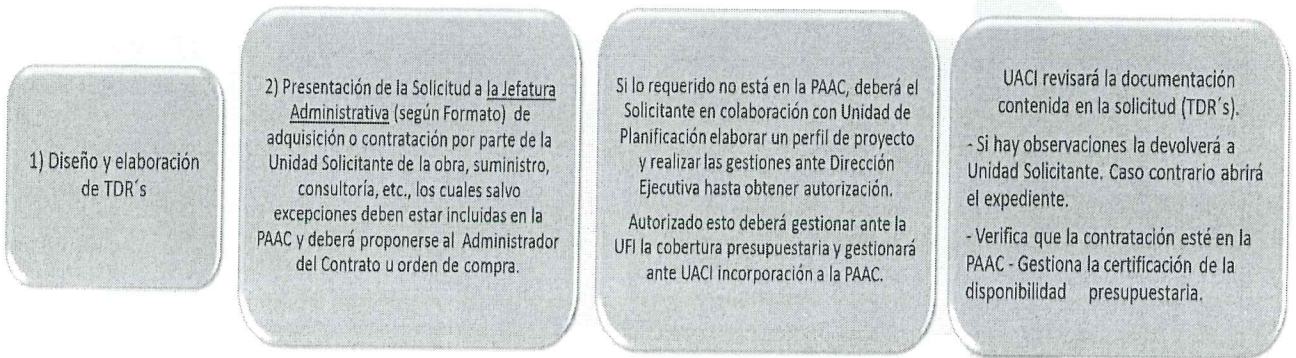 1) Diseño y elaboración
de TDR´s
2) Presentación de la Solicitud a la Jefatura
Administrativa (según Formato) de
adquisición o contratación por parte de la
Unidad Solicitante de la obra, suministro,
consultoría, etc., los cuales salvo
excepciones deben estar incluidas en la
PAAC y deberá proponerse al Administrador
del Contrato u orden de compra.
Si lo requerido no está en la PAAC, deberá el
Solicitante en colaboración con Unidad de
Planificación elaborar un perfil de proyecto
y realizar las gestiones ante Dirección
Ejecutiva hasta obtener autorización.
Autorizado esto deberá gestionar ante la
UFI la cobertura presupuestaria y gestionará
ante UACI incorporación a la PAAC.
UACI revisará la documentación
contenida en la solicitud (TDR´s).
- Si hay observaciones la devolverá a
Unidad Solicitante. Caso contrario abrirá
el expediente.
- Verifica que la contratación esté en la
PAAC - Gestiona la certificación de la
disponibilidad presupuestaria.